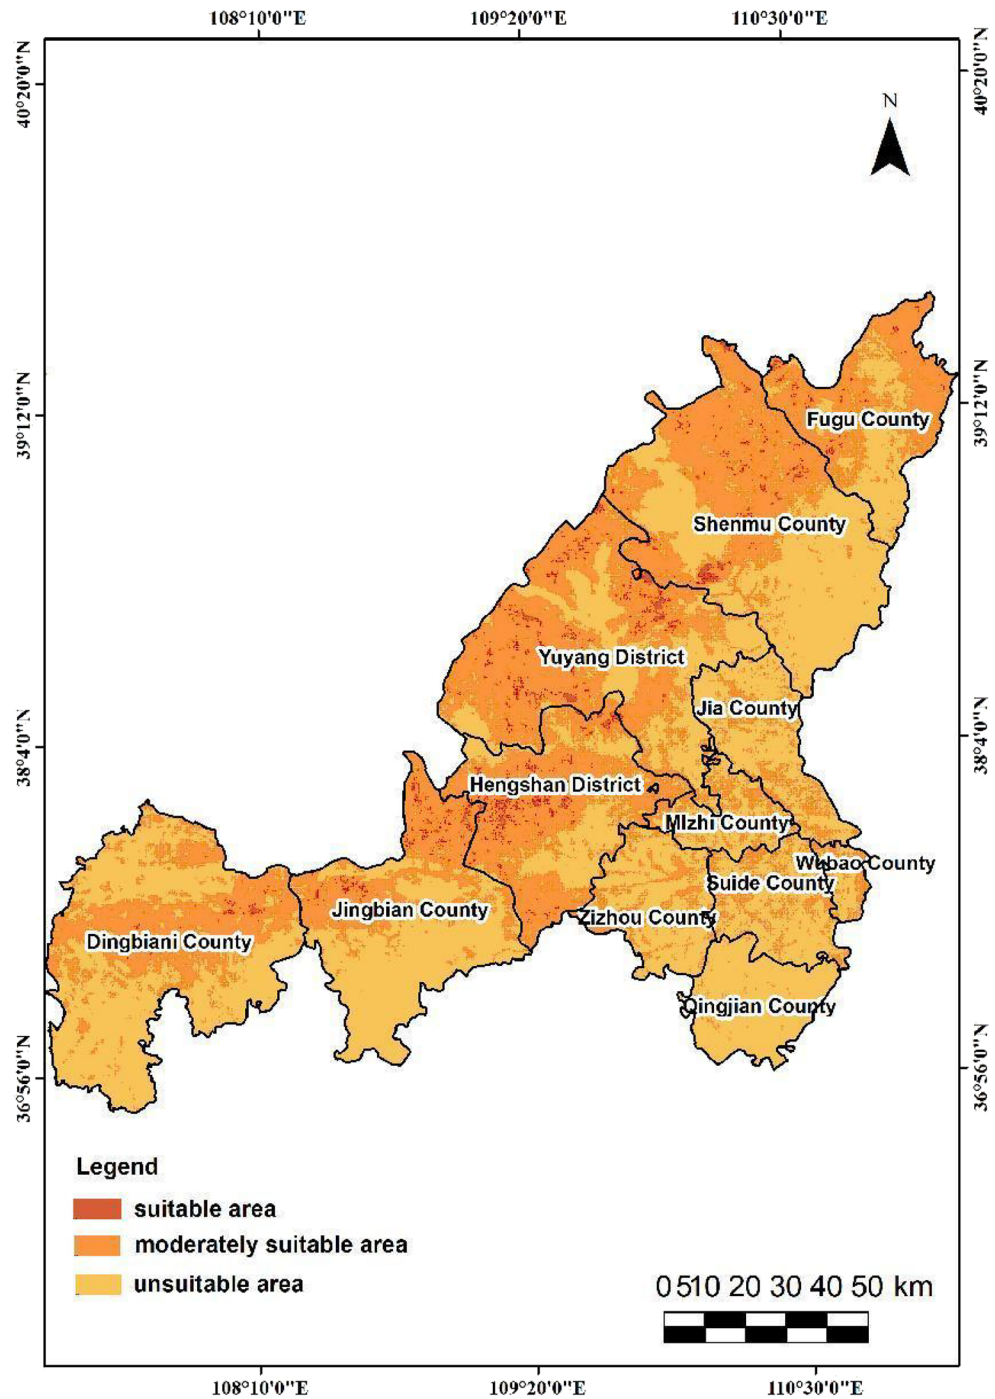 108°10'0"E 109°20'0"E 110°30'0"E
40°20'0"N
40°20'0"N
N
39°12'0"N
39°12'0"N
Fugu County
Shenmu County
Yuyang District
Jia County
38°4'0"N
38°4'0"N
Hengshan District
MIzhi County
Wubao County
Suide County
Jingbian County
Zizhou County
Dingbiani County
Qingjian County
36°56'0"N
36°56'0"N
Legend
suitable area
moderately suitable area
unsuitable area
0 5 10 20 30 40 50 km
108°10'0"E 109°20'0"E 110°30'0"E